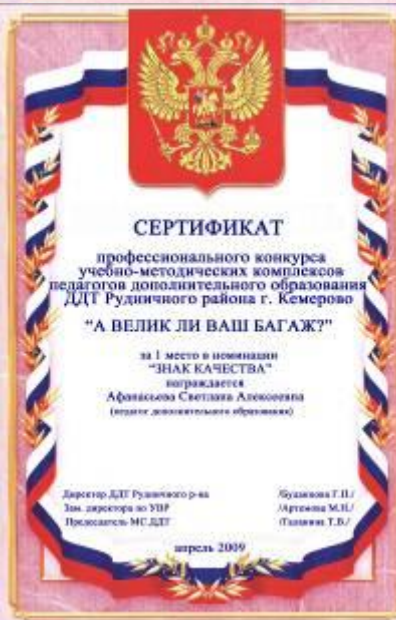 СЕРТИФИКАТ
профессионального конкурса
учебно-методических комплексов
педагогов дополнительного образования
ДДТ Рудничного района г. Кемерово
“А ВЕЛИК ЛИ ВАШ БАГАЖ?”
за 1 место в номинации
“ЗНАК КАЧЕСТВА”
награждается
Афанасьева Светлана Алексеевна
(педагог дополнительного образования)
Директор ДДТ Рудничного р-на
Зам. директора по УВР /Артемова М.Н./
Председатель МС ДДТ
апрель 2009